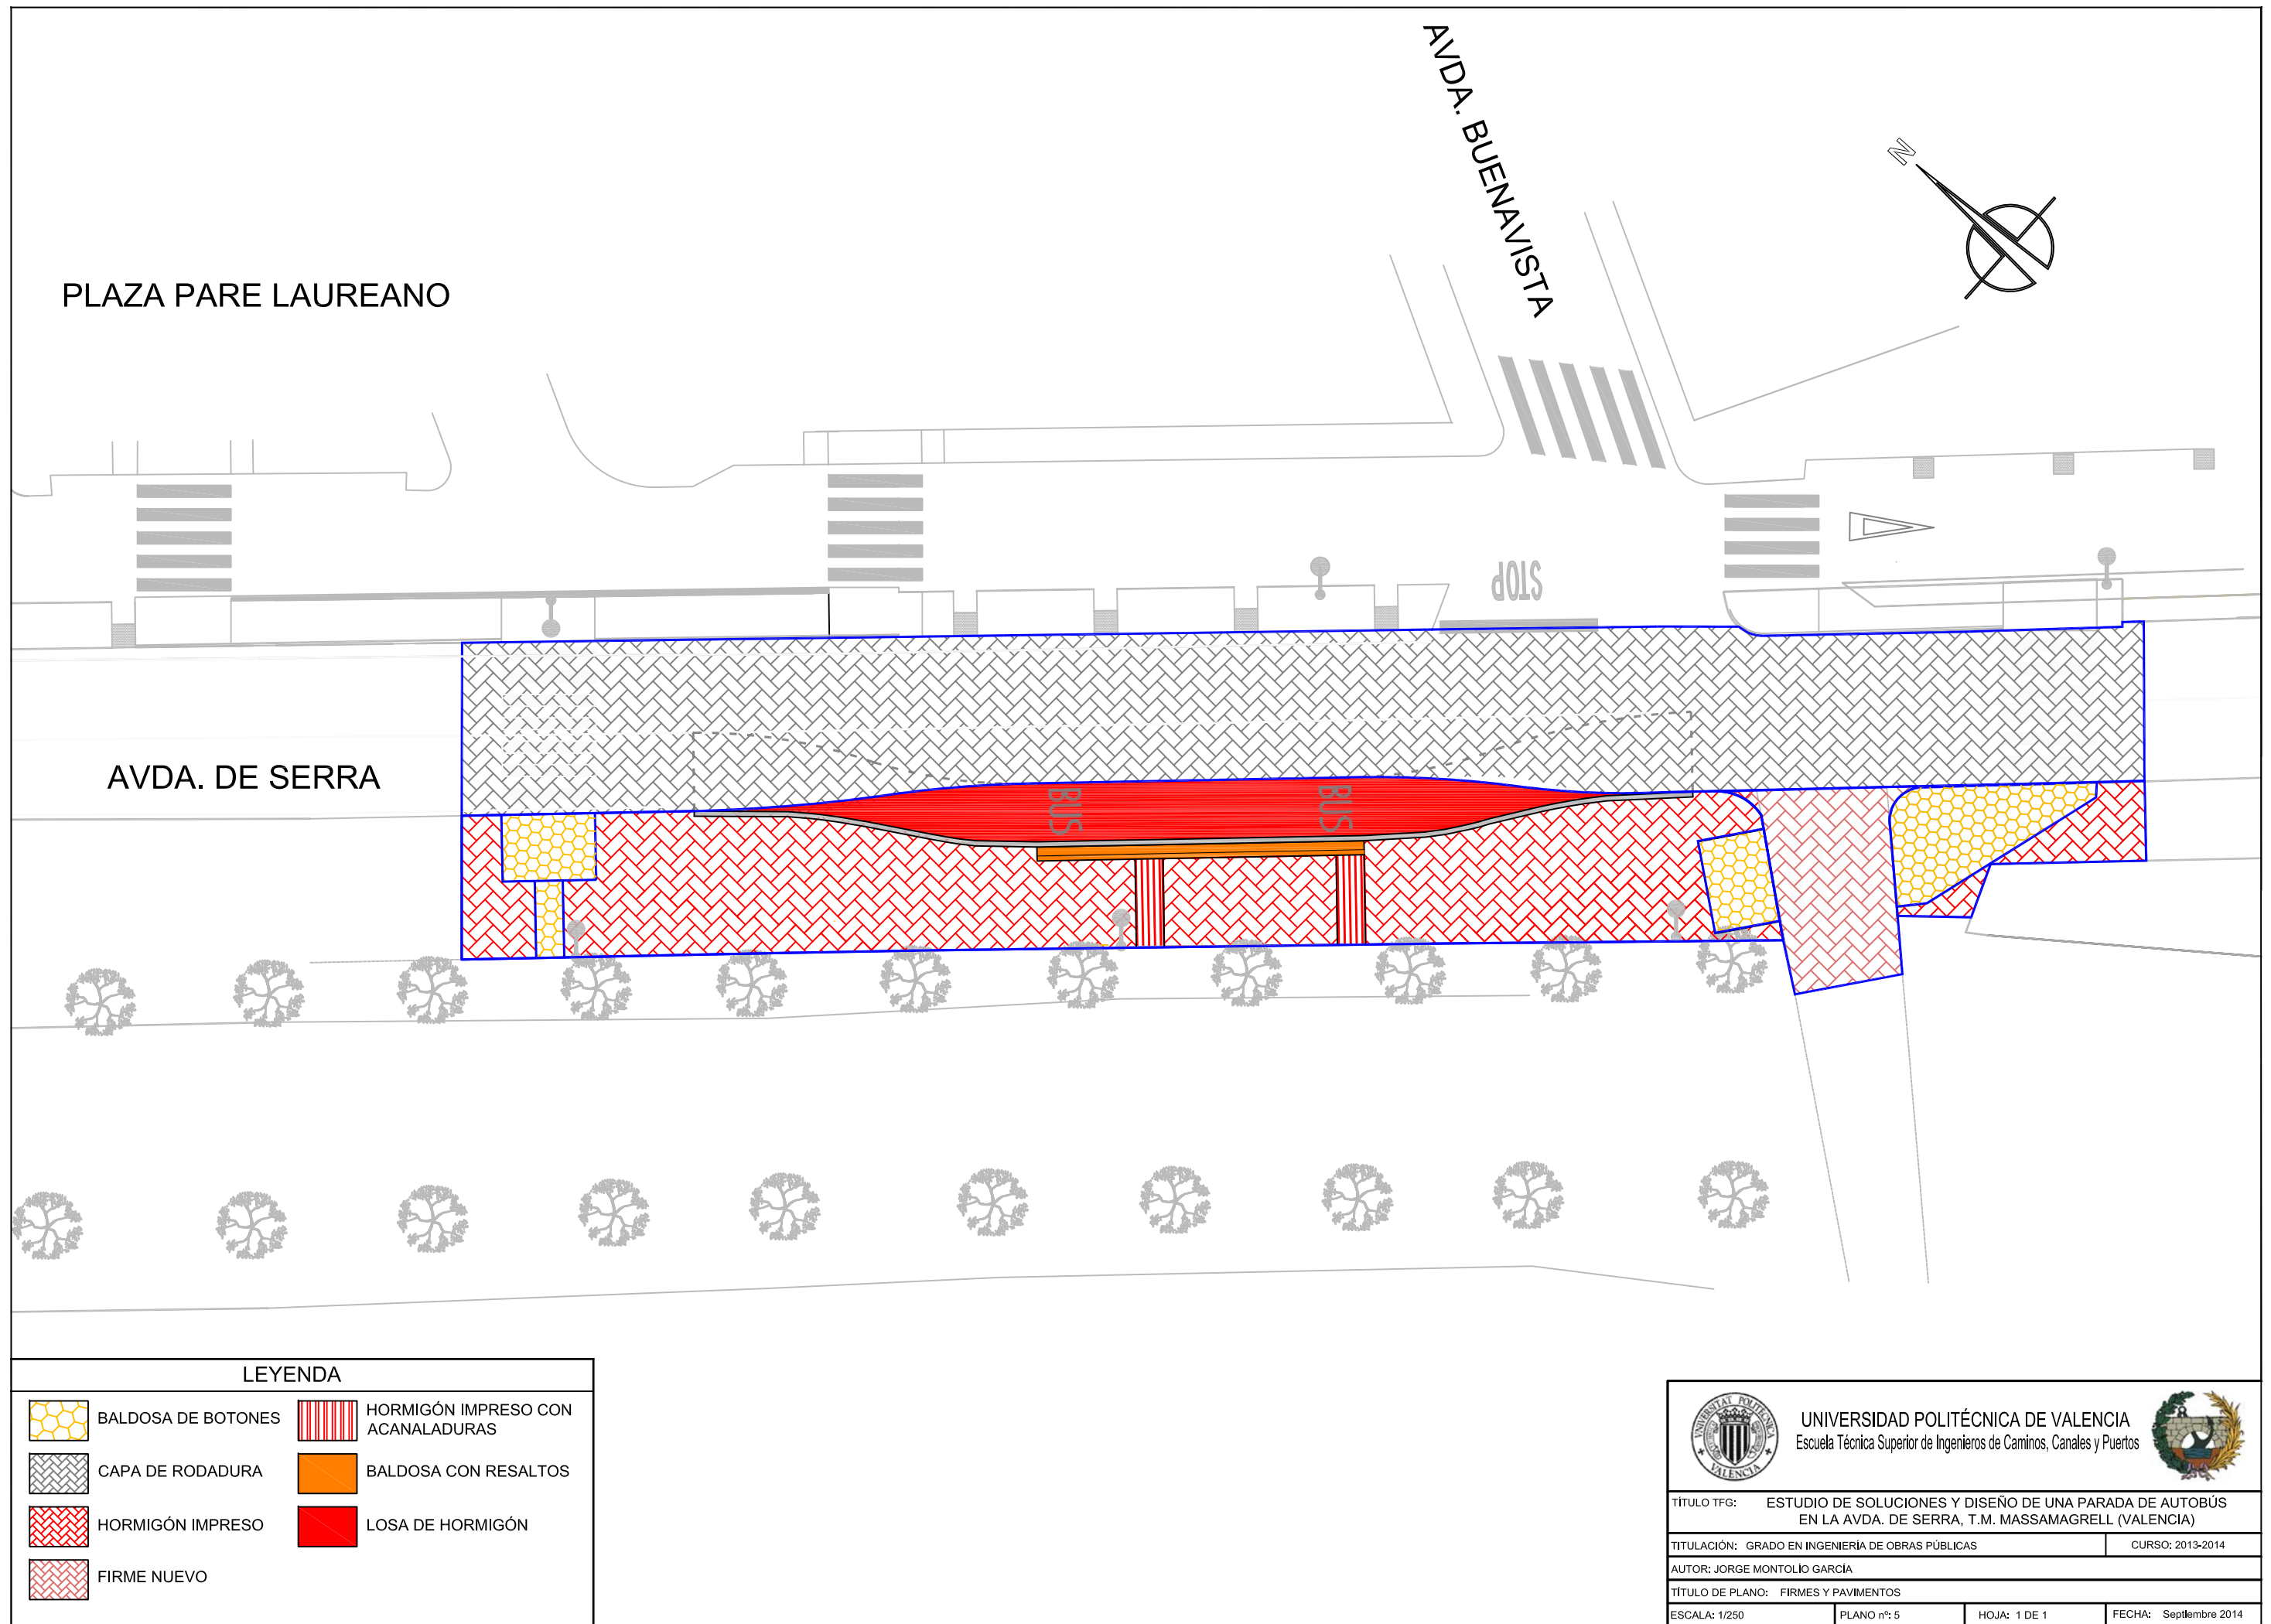 AVDA. BUENAVISTA
N
PLAZA PARE LAUREANO
STOP
AVDA. DE SERRA
BUS
BUS
LEYENDA
BALDOSA DE BOTONES
HORMIGÓN IMPRESO CON
ACANALADURAS
CAPA DE RODADURA
BALDOSA CON RESALTOS
HORMIGÓN IMPRESO
LOSA DE HORMIGÓN
FIRME NUEVO
UNIVERSITAT POLITÈCNICA
VALENCIA
UNIVERSIDAD POLITÉCNICA DE VALENCIA
Escuela Técnica Superior de Ingenieros de Caminos, Canales y Puertos
TÍTULO TFG: ESTUDIO DE SOLUCIONES Y DISEÑO DE UNA PARADA DE AUTOBÚS
EN LA AVDA. DE SERRA, T.M. MASSAMAGRELL (VALENCIA)
TITULACIÓN: GRADO EN INGENIERÍA DE OBRAS PÚBLICAS CURSO: 2013-2014
AUTOR: JORGE MONTOLÍO GARCÍA
TÍTULO DE PLANO: FIRMES Y PAVIMENTOS
ESCALA: 1/250 PLANO nº: 5 HOJA: 1 DE 1 FECHA: Septiembre 2014